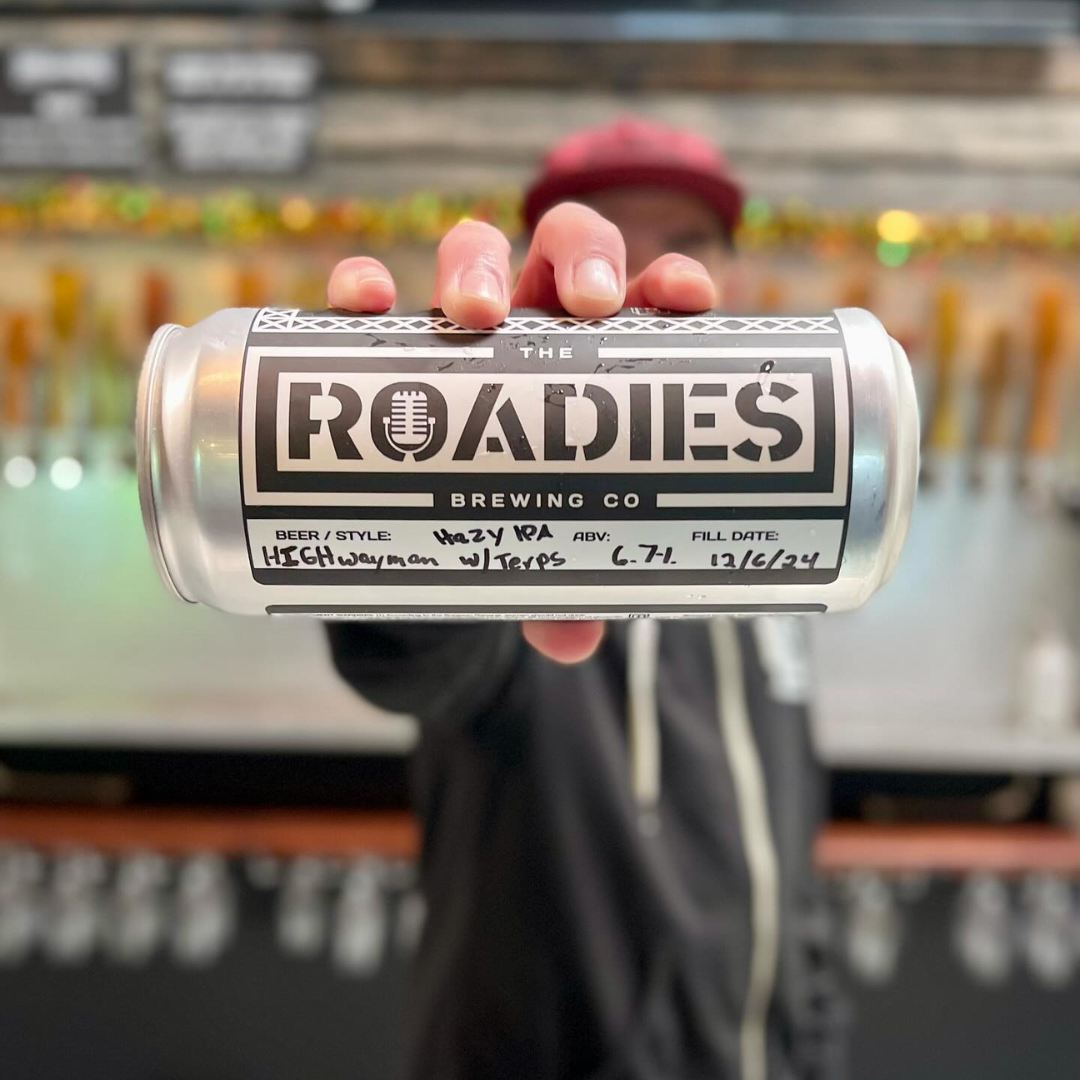 THE
ROADIES
BREWING CO
BEER / STYLE: Hazy IPA ABV: FILL DATE:
HIGHwayman w/Terps 6.7% 12/6/24